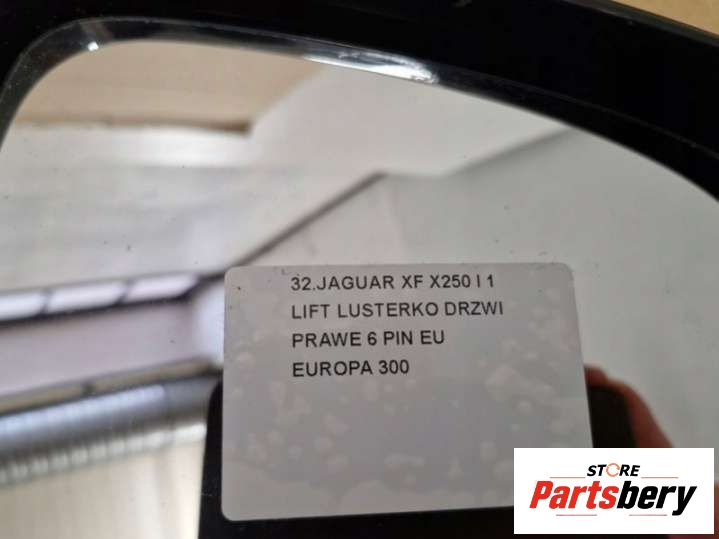 32.JAGUAR XF X250 I 1
LIFT LUSTERKO DRZWI
PRAWE 6 PIN EU
EUROPA 300
STORE
Partsbery